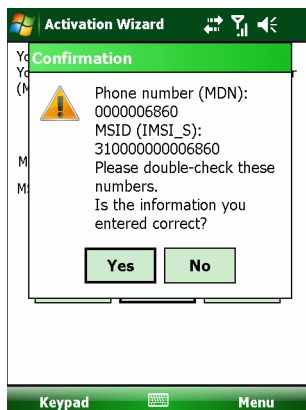 Activation Wizard
Confirmation
Phone number (MDN):
0000006860
MSID (IMSI_S):
310000000006860
Please double-check these
numbers.
Is the information you
entered correct?
Yes
No
Keypad
Menu